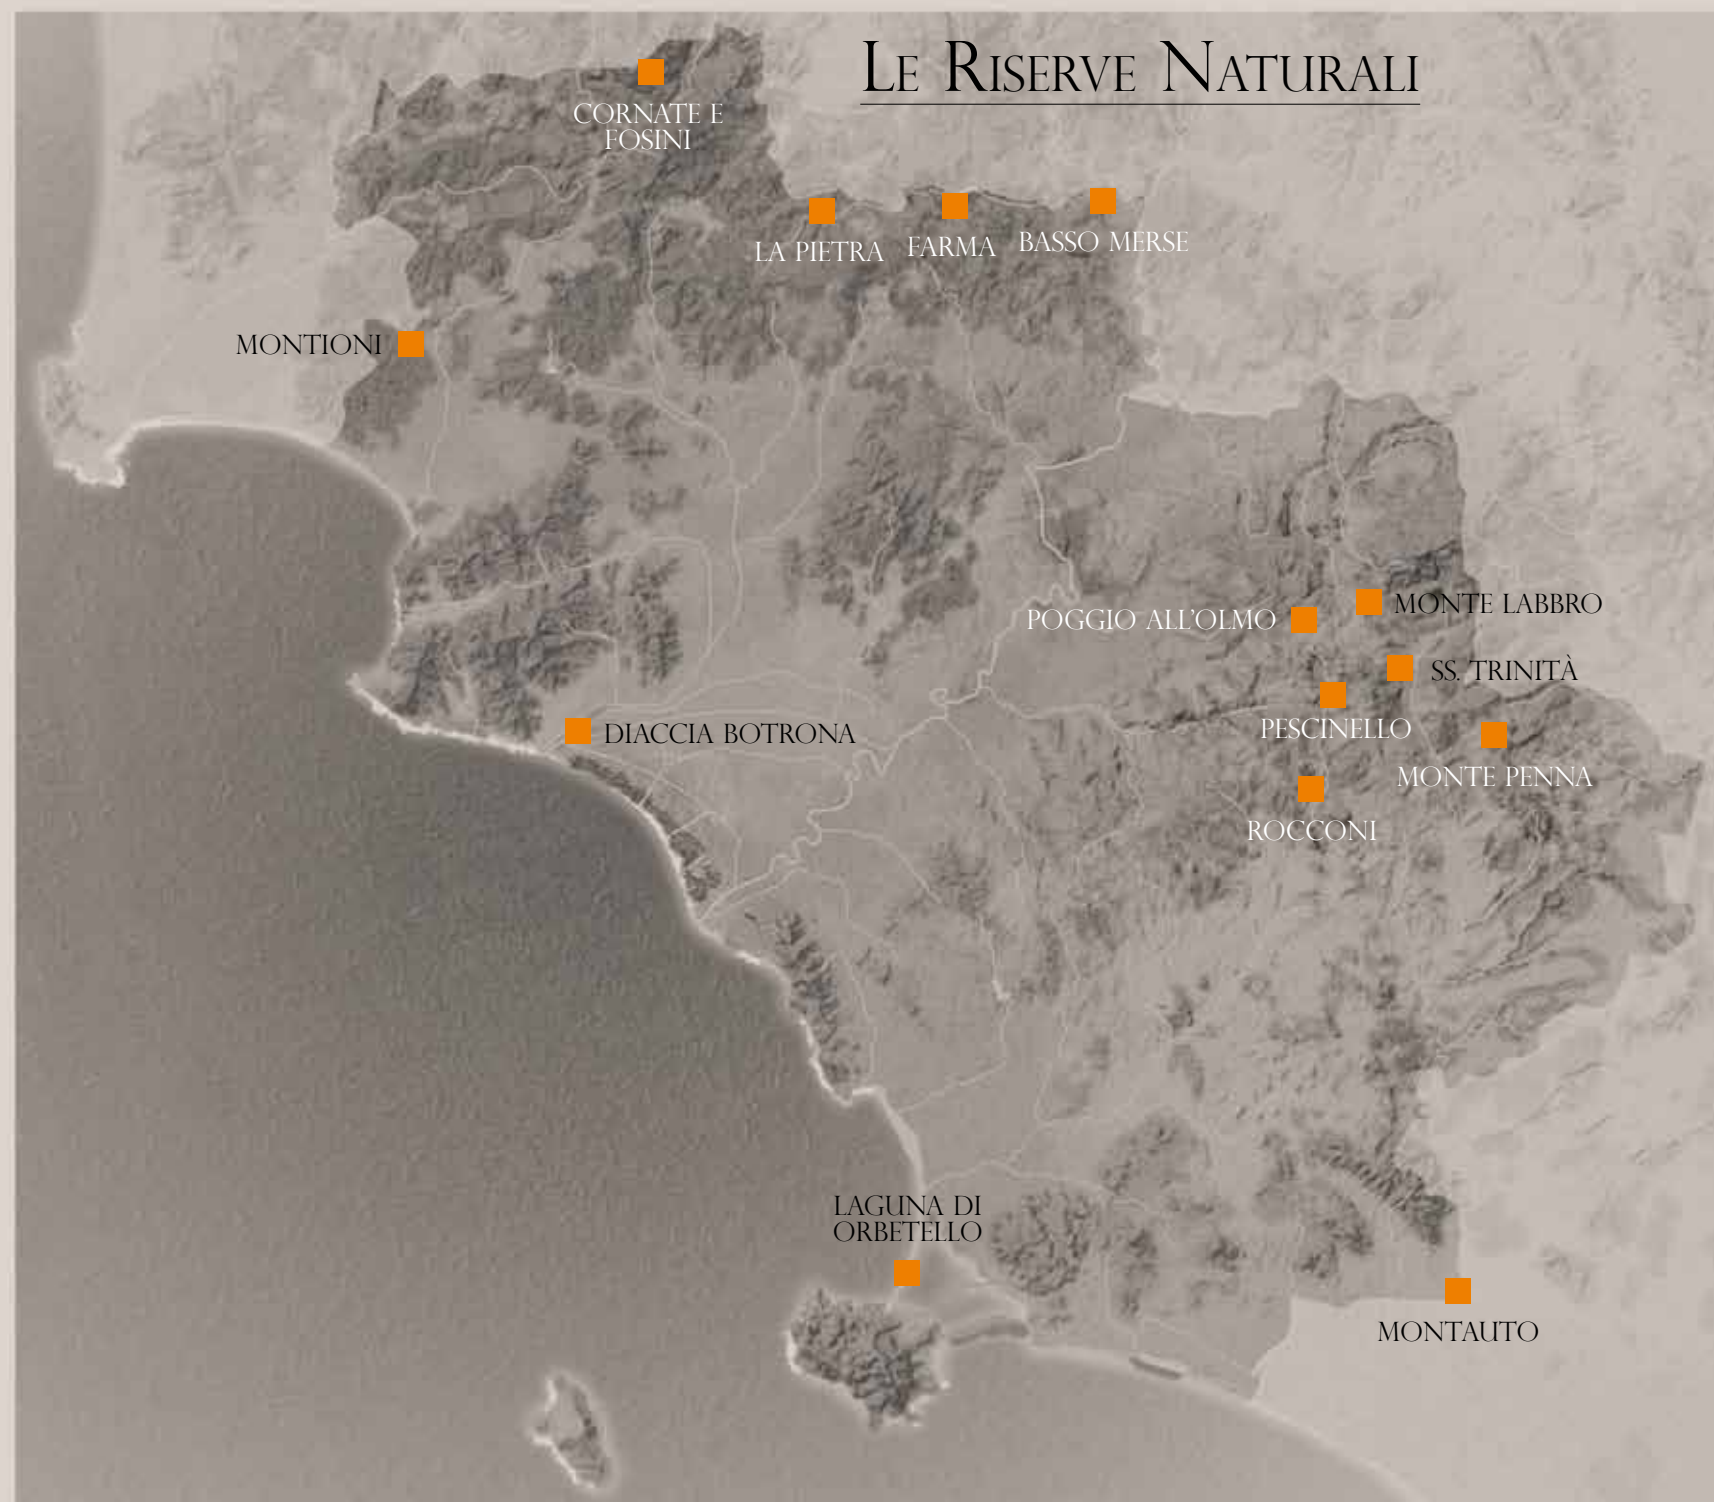 LE RISERVE NATURALI
CORNATE E
FOSINI
LA PIETRA
FARMA
BASSO MERSE
MONTIONI
MONTE LABBRO
POGGIO ALL'OLMO
SS. TRINITÀ
PESCINELLO
DIACCIA BOTRONA
MONTE PENNA
ROCCONI
LAGUNA DI
ORBETELLO
MONTAUTO